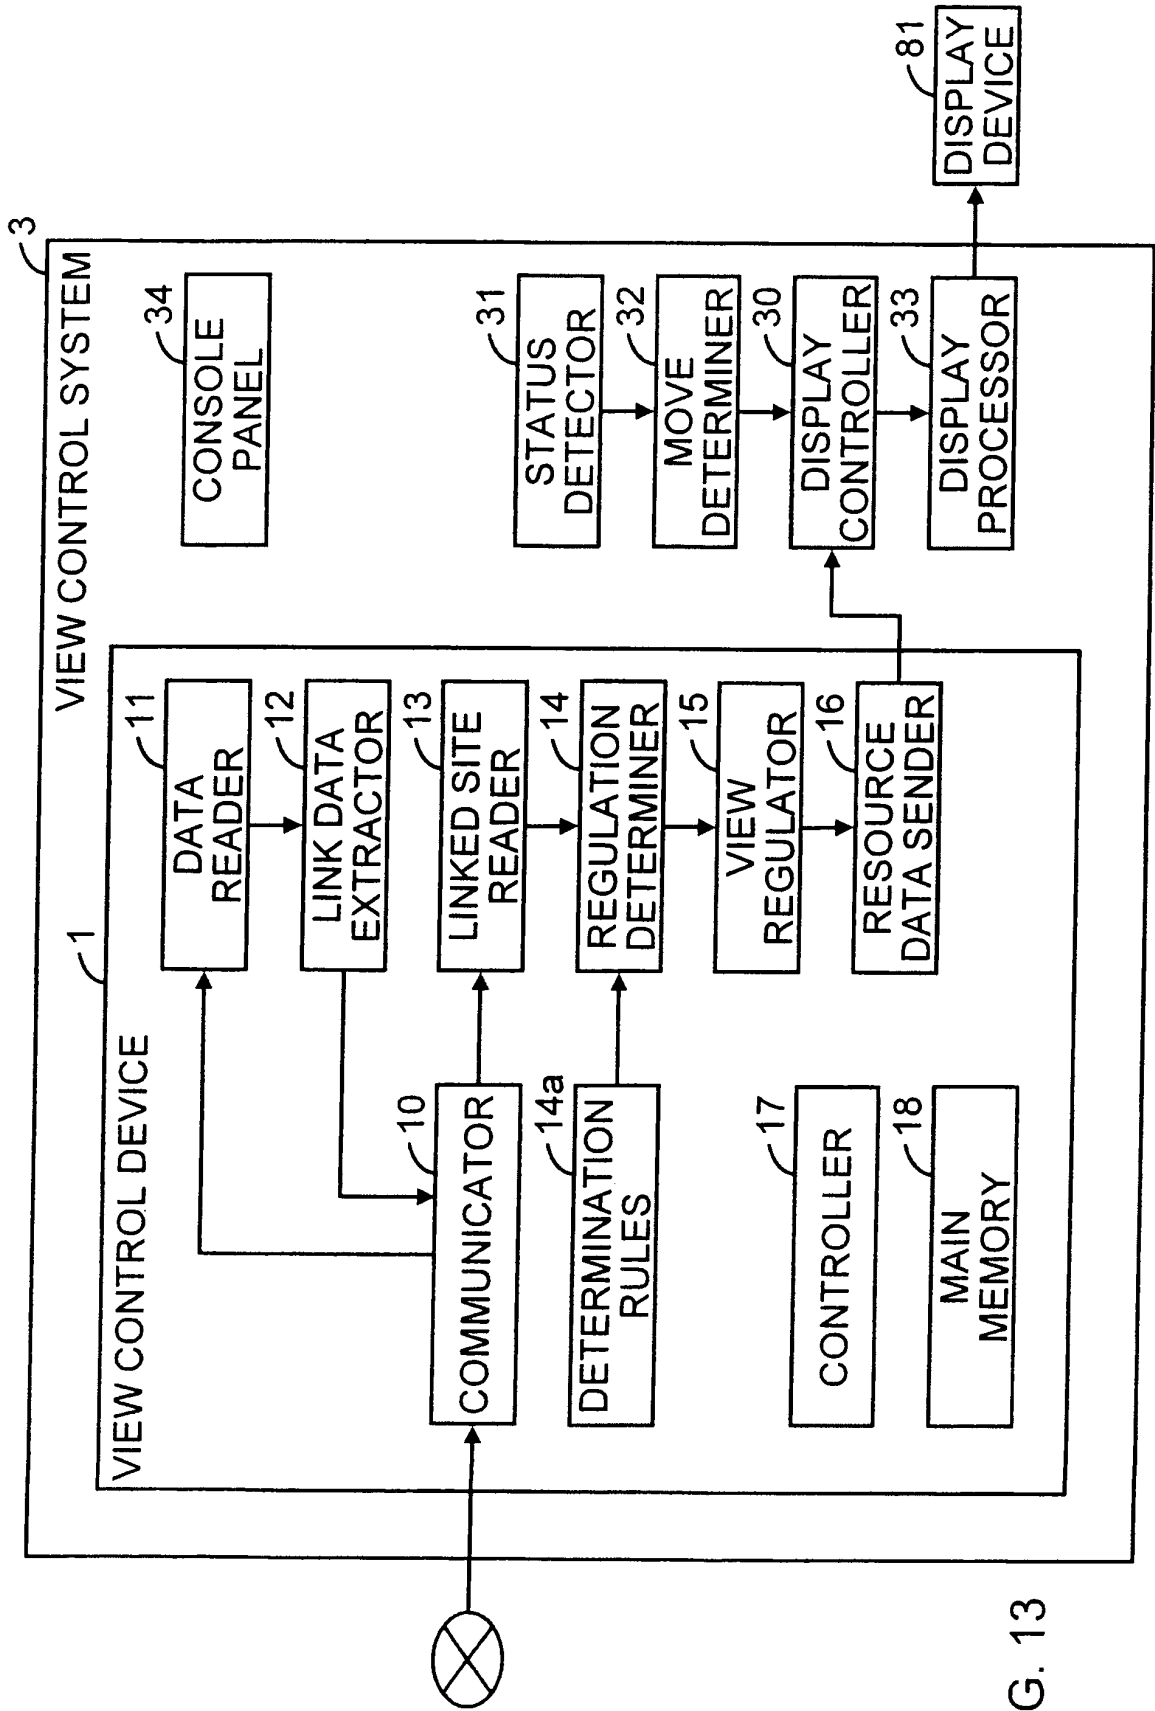 3
VIEW CONTROL SYSTEM
1
VIEW CONTROL DEVICE
11
DATA
READER
34
CONSOLE
PANEL
12
LINK DATA
EXTRACTOR
10
COMMUNICATOR
13
LINKED SITE
READER
31
STATUS
DETECTOR
14a
DETERMINATION
RULES
14
REGULATION
DETERMINER
32
MOVE
DETERMINER
15
VIEW
REGULATOR
30
DISPLAY
CONTROLLER
17
CONTROLLER
16
RESOURCE
DATA SENDER
33
DISPLAY
PROCESSOR
81
DISPLAY
DEVICE
18
MAIN
MEMORY
G. 13